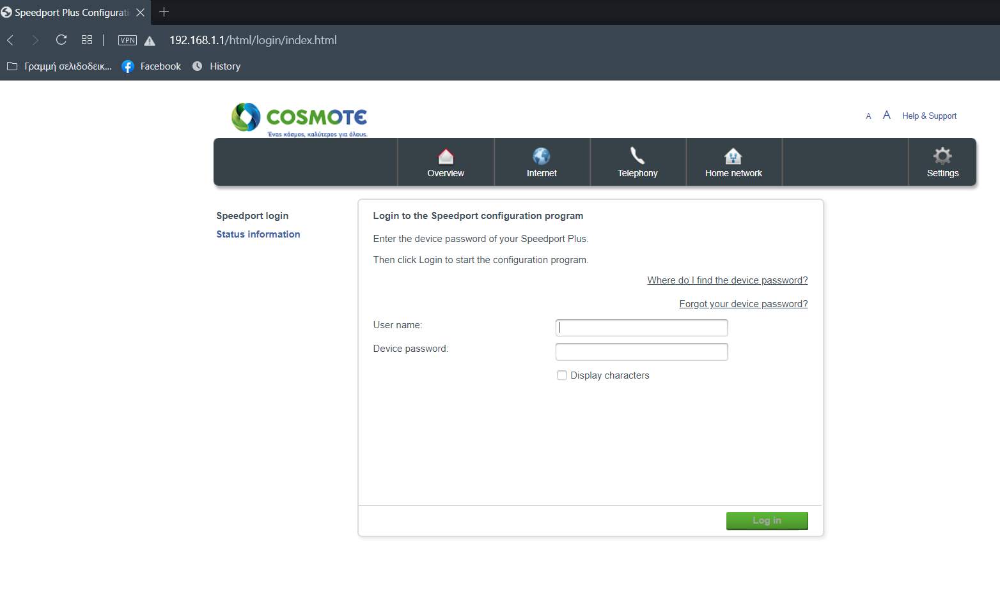 Speedport Plus Configurati
VPN
192.168.1.1/html/login/index.html
Γραμμή σελιδοδεικ...
Facebook
History
COSMOTE
Ένας κόσμος, καλύτερος για όλους.
A A Help & Support
Overview
Internet
Telephony
Home network
Settings
Speedport login
Status information
Login to the Speedport configuration program
Enter the device password of your Speedport Plus.
Then click Login to start the configuration program.
Where do I find the device password?
Forgot your device password?
User name:
Device password:
Display characters
Log in